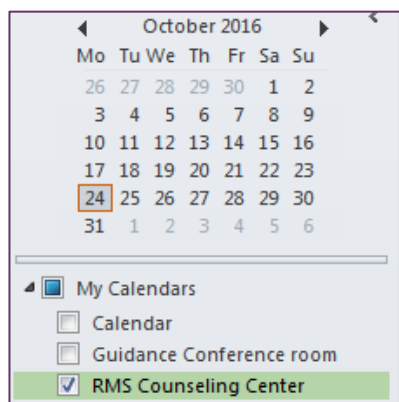 October 2016
Mo Tu We Th Fr Sa Su
26 27 28 29 30 1 2
3 4 5 6 7 8 9
10 11 12 13 14 15 16
17 18 19 20 21 22 23
24 25 26 27 28 29 30
31 1 2 3 4 5 6
My Calendars
Calendar
Guidance Conference room
RMS Counseling Center